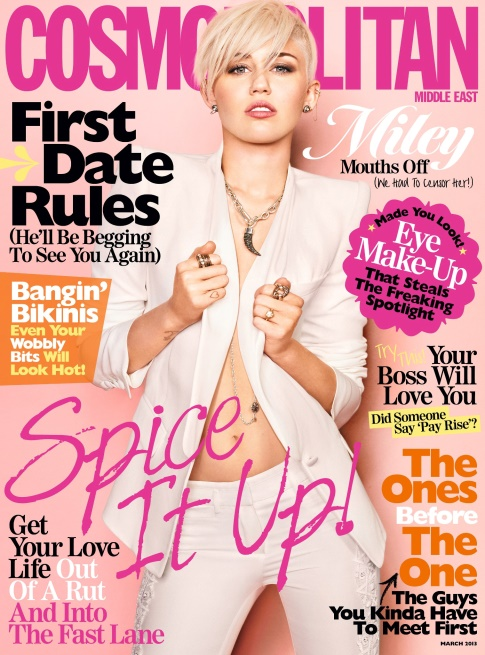 COSMOPOLITAN
MIDDLE EAST
First
Date
Rules
(He'll Be Begging
To See You Again)
Miley
Mouths Off
(We Had To Censor Her!)
Made You Look!
Eye
Make-Up
That Steals
The Freaking
Spotlight
Bangin'
Bikinis
Even Your
Wobbly
Bits Will
Look Hot!
Try This! Your
Boss Will
Love You
Did Someone
Say 'Pay Rise'?
Spice
It Up!
Get
Your Love
Life Out
Of A Rut
And Into
The Fast Lane
The
Ones
Before
The
One
The Guys
You Kinda Have
To Meet First
MARCH 2013